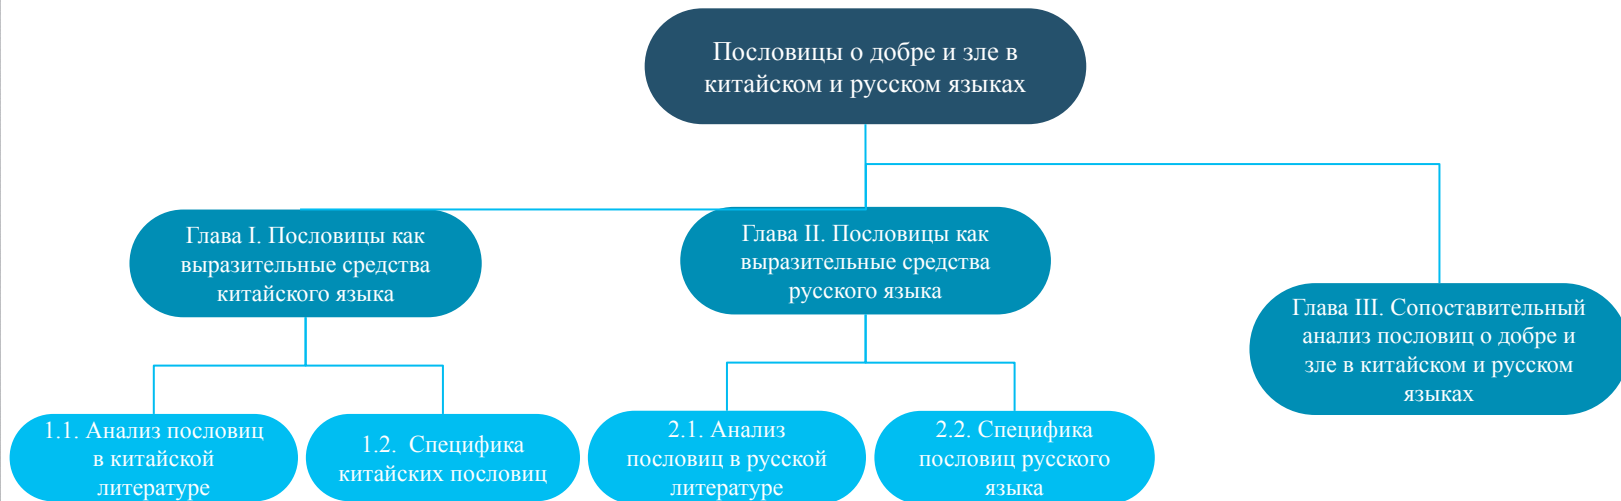 Пословицы о добре и зле в
китайском и русском языках
Глава I. Пословицы как
выразительные средства
китайского языка
Глава II. Пословицы как
выразительные средства
русского языка
Глава III. Сопоставительный
анализ пословиц о добре и
зле в китайском и русском
языках
1.1. Анализ пословиц
в китайской
литературе
1.2. Специфика
китайских пословиц
2.1. Анализ
пословиц в русской
литературе
2.2. Специфика
пословиц русского
языка